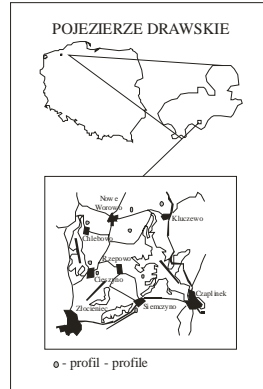 POJEZIERZE DRAWSKIE
Nowe
Worowo
Kluczewo
Chlebowo
Rzepowo
Cieszyno
Czaplinek
Złocieniec
Siemczyno
- profil - profile